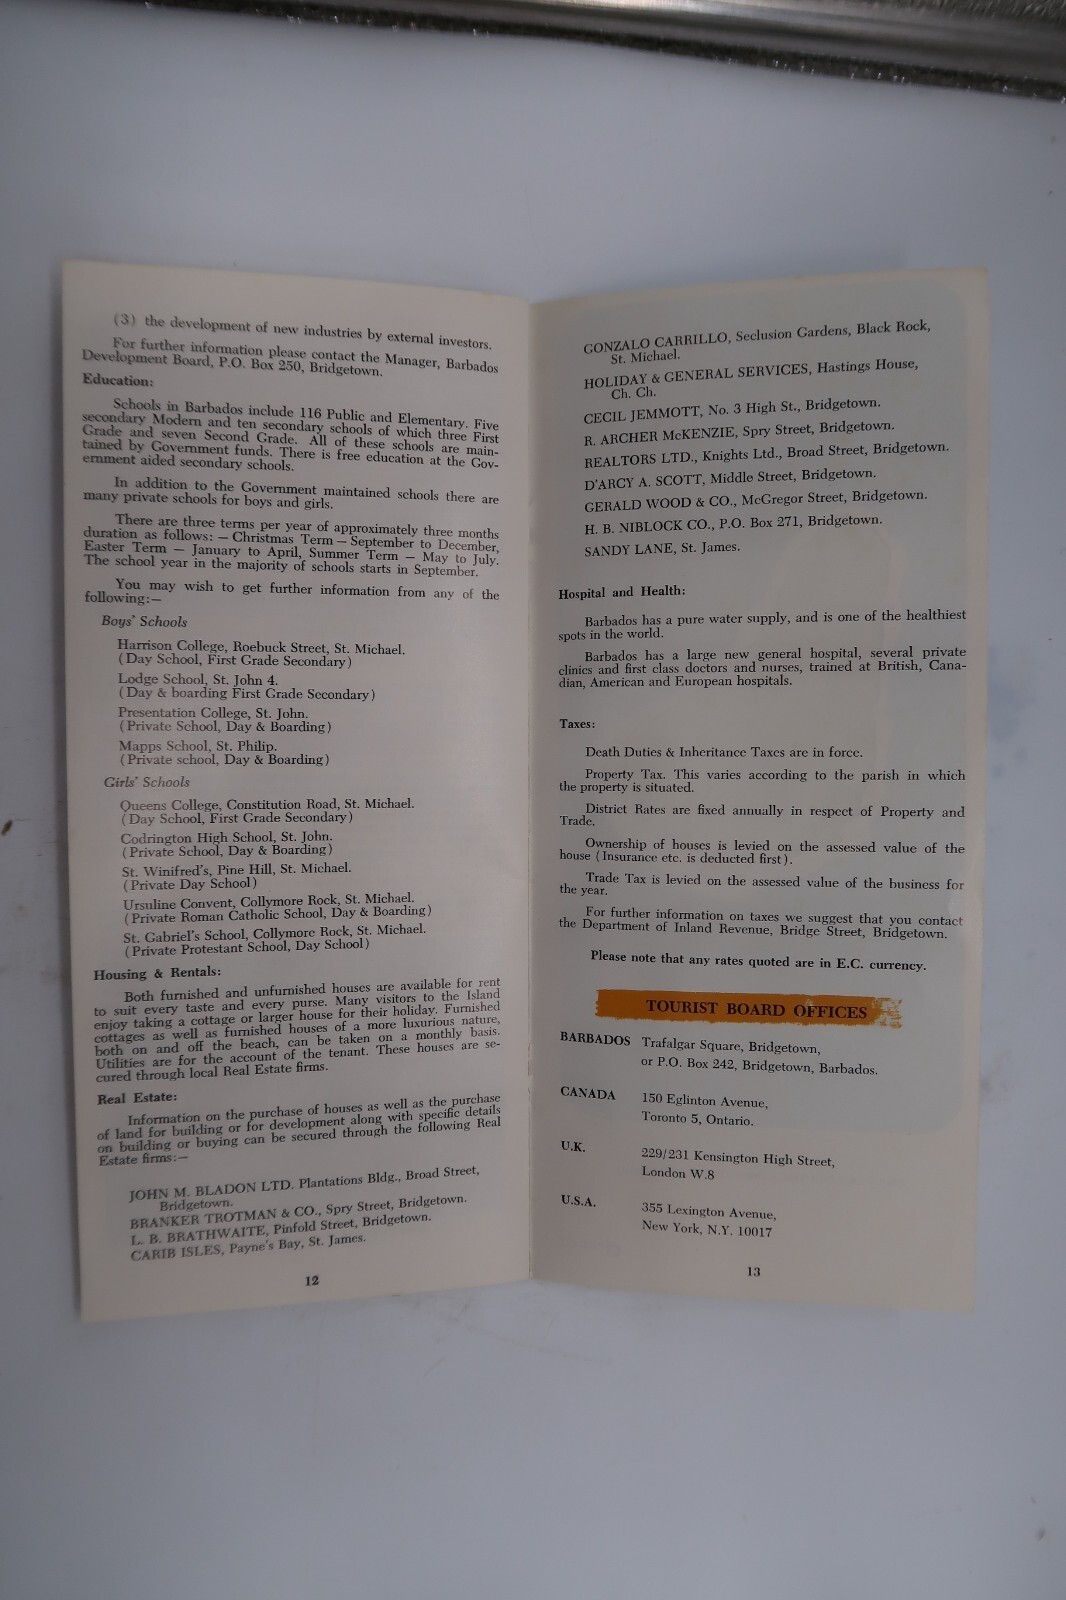 (3) the development of new industries by external investors.
For further information please contact the Manager, Barbados
Development Board, P.O. Box 250, Bridgetown.
Education:
Schools in Barbados include 116 Public and Elementary. Five
secondary Modern and ten secondary schools of which three First
Grade and seven Second Grade. All of these schools are main-
tained by Government funds. There is free education at the Gov-
ernment aided secondary schools.
In addition to the Government maintained schools there are
many private schools for boys and girls.
There are three terms per year of approximately three months
duration as follows: — Christmas Term — September to December,
Easter Term — January to April, Summer Term — May to July.
The school year in the majority of schools starts in September.
You may wish to get further information from any of the
following:—
Boys' Schools
Harrison College, Roebuck Street, St. Michael.
(Day School, First Grade Secondary)
Lodge School, St. John 4.
(Day & boarding First Grade Secondary)
Presentation College, St. John.
(Private School, Day & Boarding)
Mapps School, St. Philip.
(Private school, Day & Boarding)
Girls' Schools
Queens College, Constitution Road, St. Michael.
(Day School, First Grade Secondary)
Codrington High School, St. John.
(Private School, Day & Boarding)
St. Winifred's, Pine Hill, St. Michael.
(Private Day School)
Ursuline Convent, Collymore Rock, St. Michael.
(Private Roman Catholic School, Day & Boarding)
St. Gabriel's School, Collymore Rock, St. Michael.
(Private Protestant School, Day School)
Housing & Rentals:
Both furnished and unfurnished houses are available for rent
to suit every taste and every purse. Many visitors to the Island
enjoy taking a cottage or larger house for their holiday. Furnished
cottages as well as furnished houses of a more luxurious nature,
both on and off the beach, can be taken on a monthly basis.
Utilities are for the account of the tenant. These houses are se-
cured through local Real Estate firms.
Real Estate:
Information on the purchase of houses as well as the purchase
of land for building or for development along with specific details
on building or buying can be secured through the following Real
Estate firms:—
JOHN M. BLADON LTD. Plantations Bldg., Broad Street,
Bridgetown.
BRANKER TROTMAN & CO., Spry Street, Bridgetown.
L. B. BRATHWAITE, Pinfold Street, Bridgetown.
CARIB ISLES, Payne's Bay, St. James.
12
GONZALO CARRILLO, Seclusion Gardens, Black Rock,
St. Michael.
HOLIDAY & GENERAL SERVICES, Hastings House,
Ch. Ch.
CECIL JEMMOTT, No. 3 High St., Bridgetown.
R. ARCHER McKENZIE, Spry Street, Bridgetown.
REALTORS LTD., Knights Ltd., Broad Street, Bridgetown.
D'ARCY A. SCOTT, Middle Street, Bridgetown.
GERALD WOOD & CO., McGregor Street, Bridgetown.
H. B. NIBLOCK CO., P.O. Box 271, Bridgetown.
SANDY LANE, St. James.
Hospital and Health:
Barbados has a pure water supply, and is one of the healthiest
spots in the world.
Barbados has a large new general hospital, several private
clinics and first class doctors and nurses, trained at British, Cana-
dian, American and European hospitals.
Taxes:
Death Duties & Inheritance Taxes are in force.
Property Tax. This varies according to the parish in which
the property is situated.
District Rates are fixed annually in respect of Property and
Trade.
Ownership of houses is levied on the assessed value of the
house (Insurance etc. is deducted first).
Trade Tax is levied on the assessed value of the business for
the year.
For further information on taxes we suggest that you contact
the Department of Inland Revenue, Bridge Street, Bridgetown.
Please note that any rates quoted are in E.C. currency.
TOURIST BOARD OFFICES
BARBADOS Trafalgar Square, Bridgetown,
or P.O. Box 242, Bridgetown, Barbados.
CANADA 150 Eglinton Avenue,
Toronto 5, Ontario.
U.K. 229/231 Kensington High Street,
London W.8
U.S.A. 355 Lexington Avenue,
New York, N.Y. 10017
13